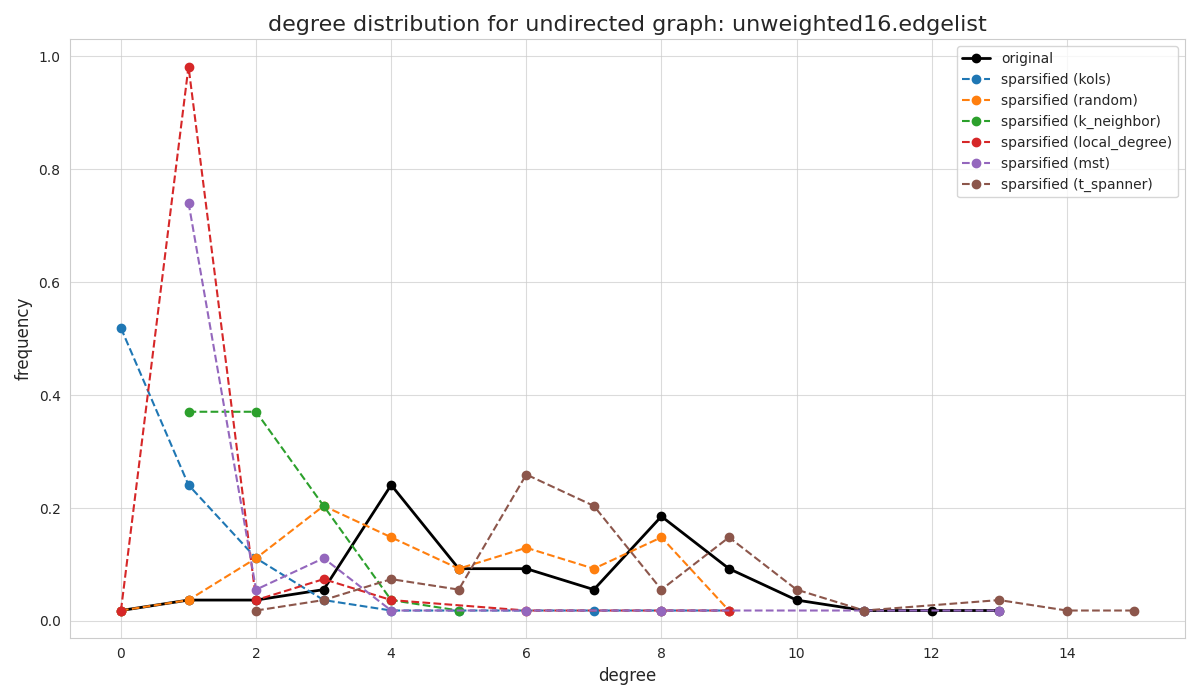 degree distribution for undirected graph: unweighted16.edgelist
original
sparsified (kols)
sparsified (random)
sparsified (k_neighbor)
sparsified (local_degree)
sparsified (mst)
sparsified (t_spanner)
frequency
1.0
0.8
0.6
0.4
0.2
0.0
0 2 4 6 8 10 12 14
degree